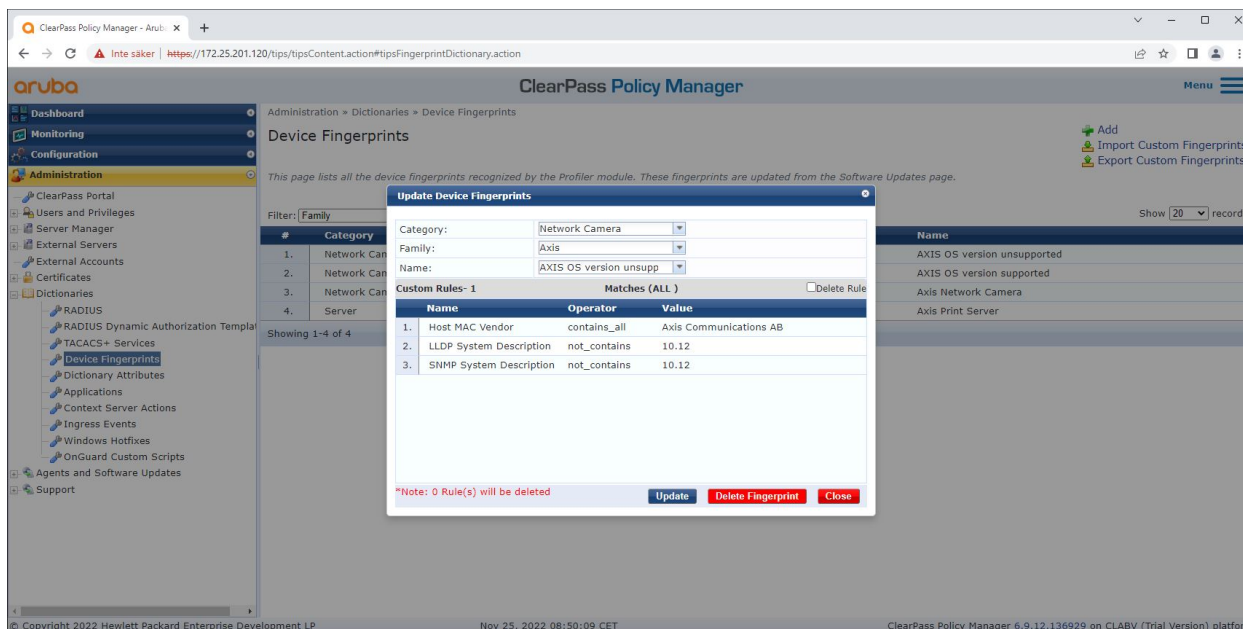 ClearPass Policy Manager - Arub
Inte säker | https://172.25.201.120/tips/tipsContent.action#tipsFingerprintDictionary.action
aruba
ClearPass Policy Manager
Menu
Dashboard
Monitoring
Configuration
Administration
ClearPass Portal
Users and Privileges
Server Manager
External Servers
External Accounts
Certificates
Dictionaries
RADIUS
RADIUS Dynamic Authorization Templat
TACACS+ Services
Device Fingerprints
Dictionary Attributes
Applications
Context Server Actions
Ingress Events
Windows Hotfixes
OnGuard Custom Scripts
Agents and Software Updates
Support
Administration » Dictionaries » Device Fingerprints
Device Fingerprints
Add
Import Custom Fingerprints
Export Custom Fingerprints
This page lists all the device fingerprints recognized by the Profiler module. These fingerprints are updated from the Software Updates page.
Filter: Family
Show 20 record
# Category Name
1. Network Can AXIS OS version unsupported
2. Network Can AXIS OS version supported
3. Network Can Axis Network Camera
4. Server Axis Print Server
Showing 1-4 of 4
Update Device Fingerprints
Category: Network Camera
Family: Axis
Name: AXIS OS version unsupp
Custom Rules- 1 Matches (ALL ) Delete Rule
Name Operator Value
1. Host MAC Vendor contains_all Axis Communications AB
2. LLDP System Description not_contains 10.12
3. SNMP System Description not_contains 10.12
*Note: 0 Rule(s) will be deleted
Update Delete Fingerprint Close
© Copyright 2022 Hewlett Packard Enterprise Development LP Nov 25, 2022 08:50:09 CET ClearPass Policy Manager 6.9.12.136929 on CLABV (Trial Version) platfor